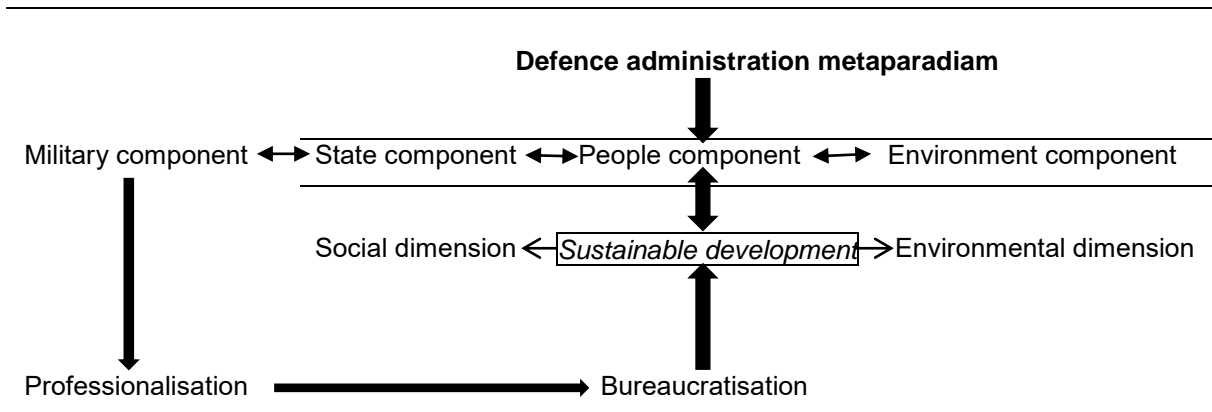 Defence administration metaparadiam
Military component State component People component Environment component
Social dimension Sustainable development Environmental dimension
Professionalisation Bureaucratisation